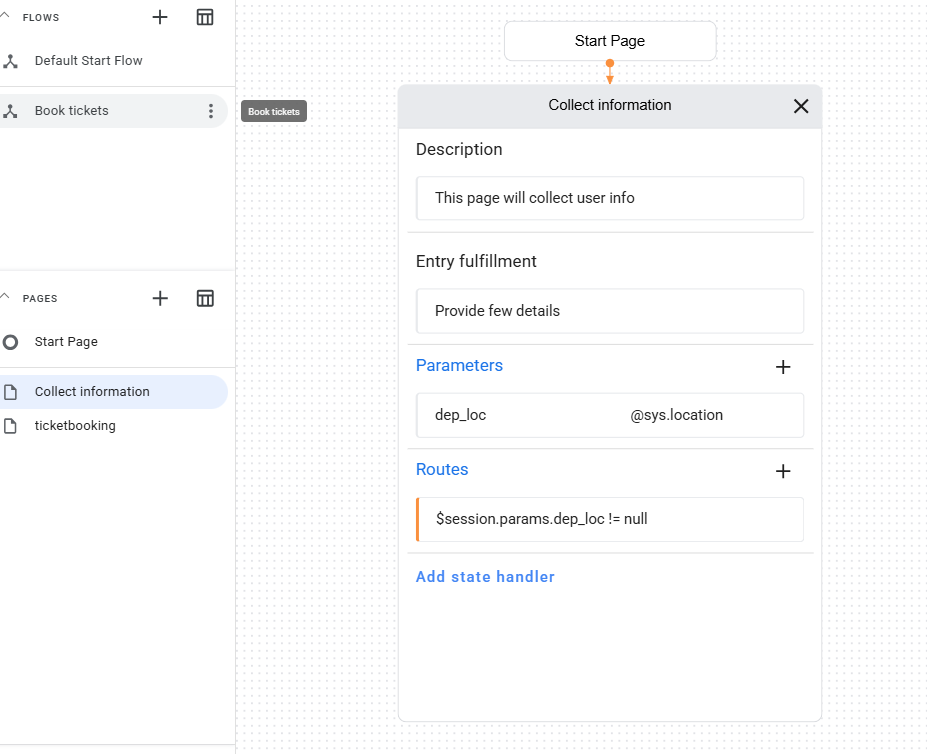 FLOWS
Default Start Flow
Book tickets
Book tickets
PAGES
Start Page
Collect information
ticketbooking
Start Page
Collect information
Description
This page will collect user info
Entry fulfillment
Provide few details
Parameters
dep_loc @sys.location
Routes
$session.params.dep_loc != null
Add state handler